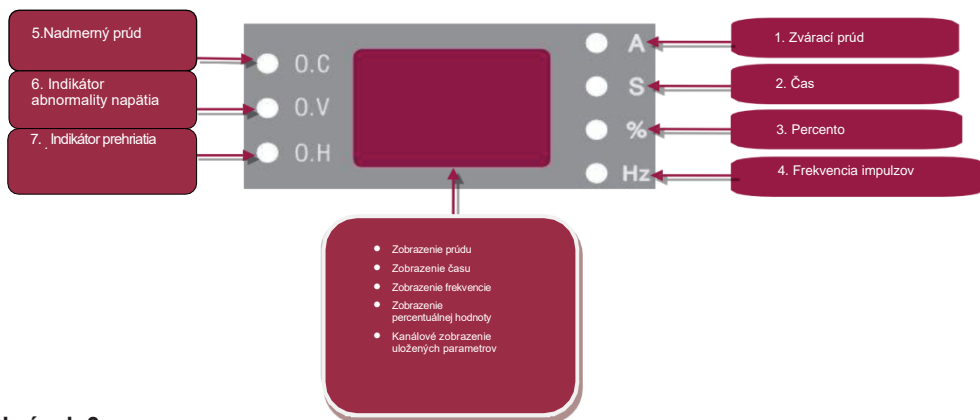 5.Nadmerný prúd
6. Indikátor
abnormality napätia
7. Indikátor prehriatia
O.C
O.V
O.H
A
S
%
Hz
1. Zvárací prúd
2. Čas
3. Percento
4. Frekvencia impulzov
Zobrazenie prúdu
Zobrazenie času
Zobrazenie frekvencie
Zobrazenie
percentuálnej hodnoty
Kanálové zobrazenie
uložených parametrov